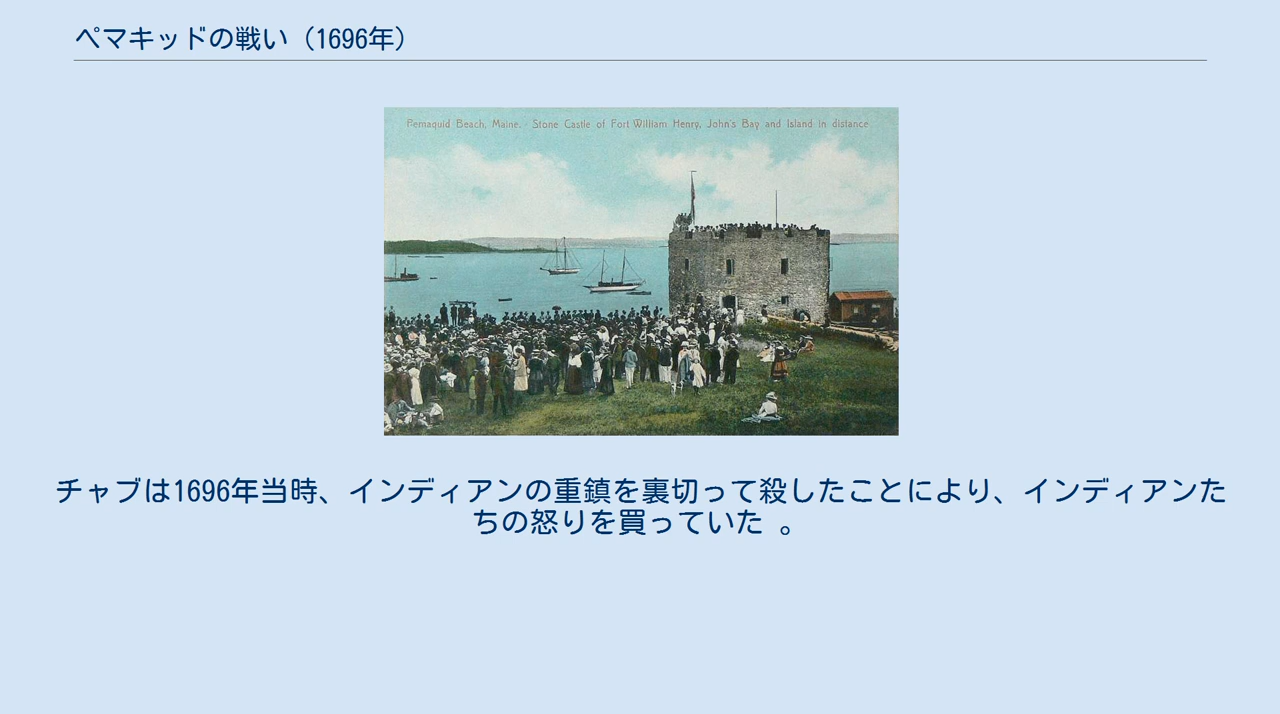 ペマキッドの戦い（1696年）
Pemaquid Beach, Maine. Stone Castle of Fort William Henry, John's Bay and Island in distance.
チャブは1696年当時、インディアンの重鎮を裏切って殺したことにより、インディアンた
ちの怒りを買っていた 。